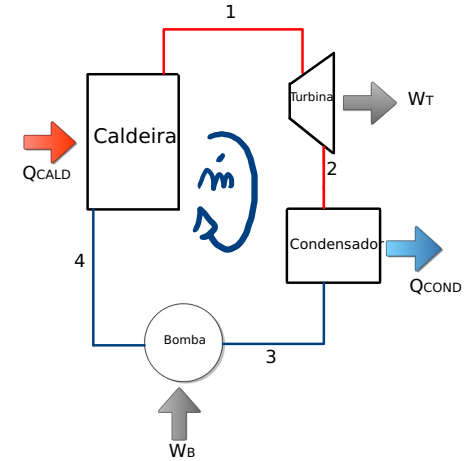 1
Turbina
WT
Caldeira
QCALD
ṁ
2
Condensador
QCOND
4
Bomba
3
WB